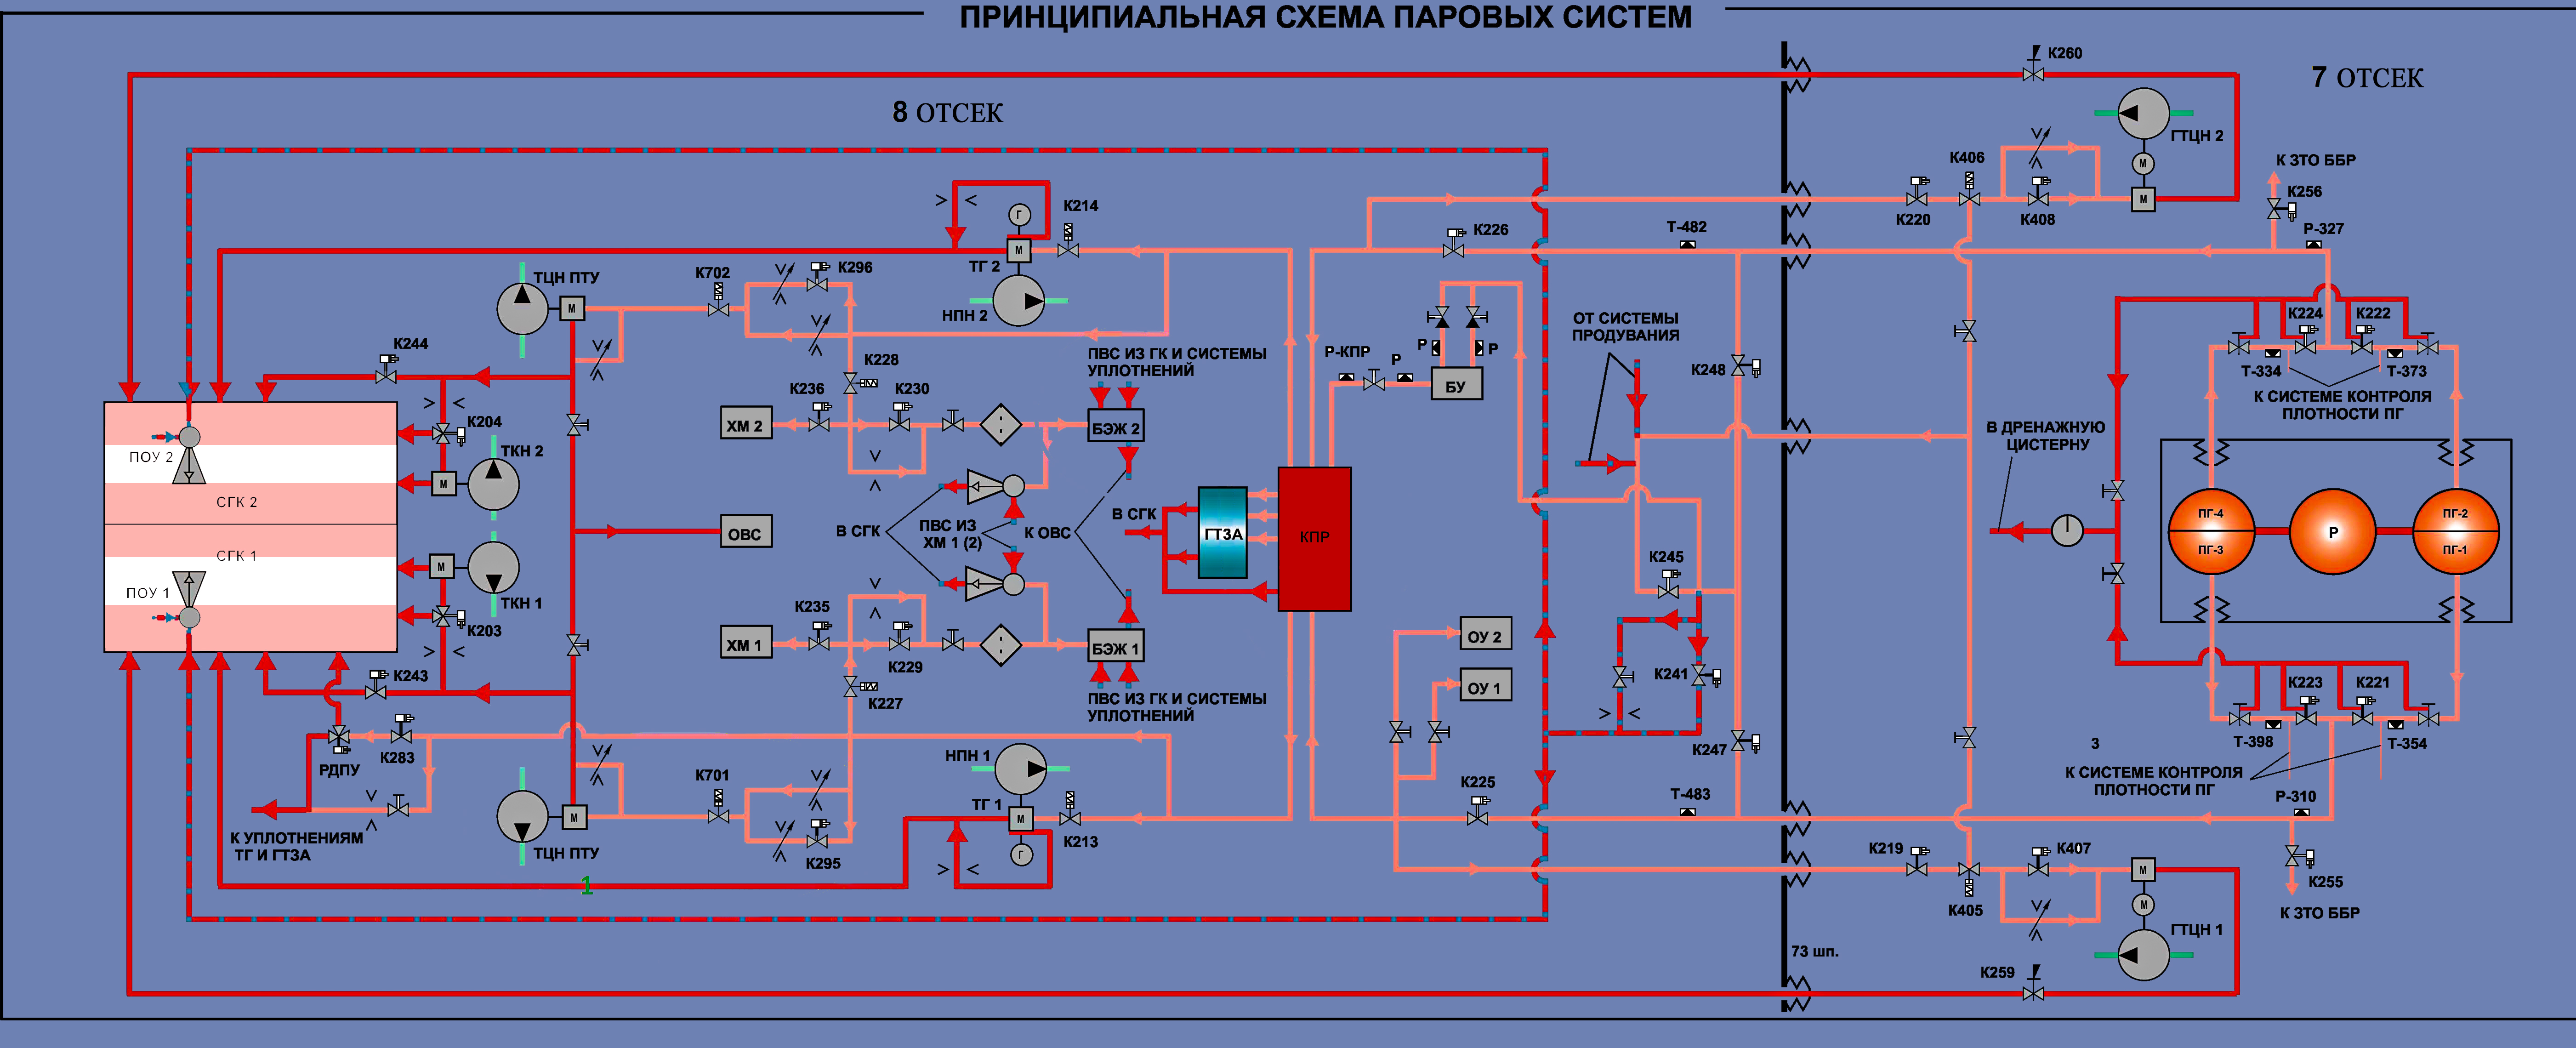 ПРИНЦИПИАЛЬНАЯ СХЕМА ПАРОВЫХ СИСТЕМ
8 ОТСЕК
7 ОТСЕК
К260
ГТЦН 2
М
М
К220
К406
К408
К ЗТО ББР
К256
Р-327
К214
Г
М
ТГ 2
НПН 2
К226
Т-482
ТЦН ПТУ
М
К702
К296
К244
К228
К236
К230
ХМ 2
ПВС ИЗ ГК И СИСТЕМЫ
УПЛОТНЕНИЙ
БЭЖ 2
Р-КПР
Р
Р
Р
БУ
ОТ СИСТЕМЫ
ПРОДУВАНИЯ
К248
К224
К222
Т-334
Т-373
К СИСТЕМЕ КОНТРОЛЯ
ПЛОТНОСТИ ПГ
В ДРЕНАЖНУЮ
ЦИСТЕРНУ
К204
ТКН 2
М
ПОУ 2
СГК 2
СГК 1
ПОУ 1
М
ТКН 1
К203
ОВС
В СГК
ПВС ИЗ
ХМ 1 (2)
К ОВС
В СГК
ГТЗА
КПР
ПГ-4
ПГ-3
Р
ПГ-2
ПГ-1
К245
К241
К247
ОУ 2
ОУ 1
К235
К229
ХМ 1
БЭЖ 1
ПВС ИЗ ГК И СИСТЕМЫ
УПЛОТНЕНИЙ
К227
К243
РДПУ
К283
К УПЛОТНЕНИЯМ
ТГ И ГТЗА
ТЦН ПТУ
М
К701
К295
НПН 1
ТГ 1
М
Г
К213
К225
Т-483
К223
К221
Т-398
Т-354
3
К СИСТЕМЕ КОНТРОЛЯ
ПЛОТНОСТИ ПГ
Р-310
К255
К ЗТО ББР
К219
К405
К407
М
М
ГТЦН 1
1
73 шп.
К259